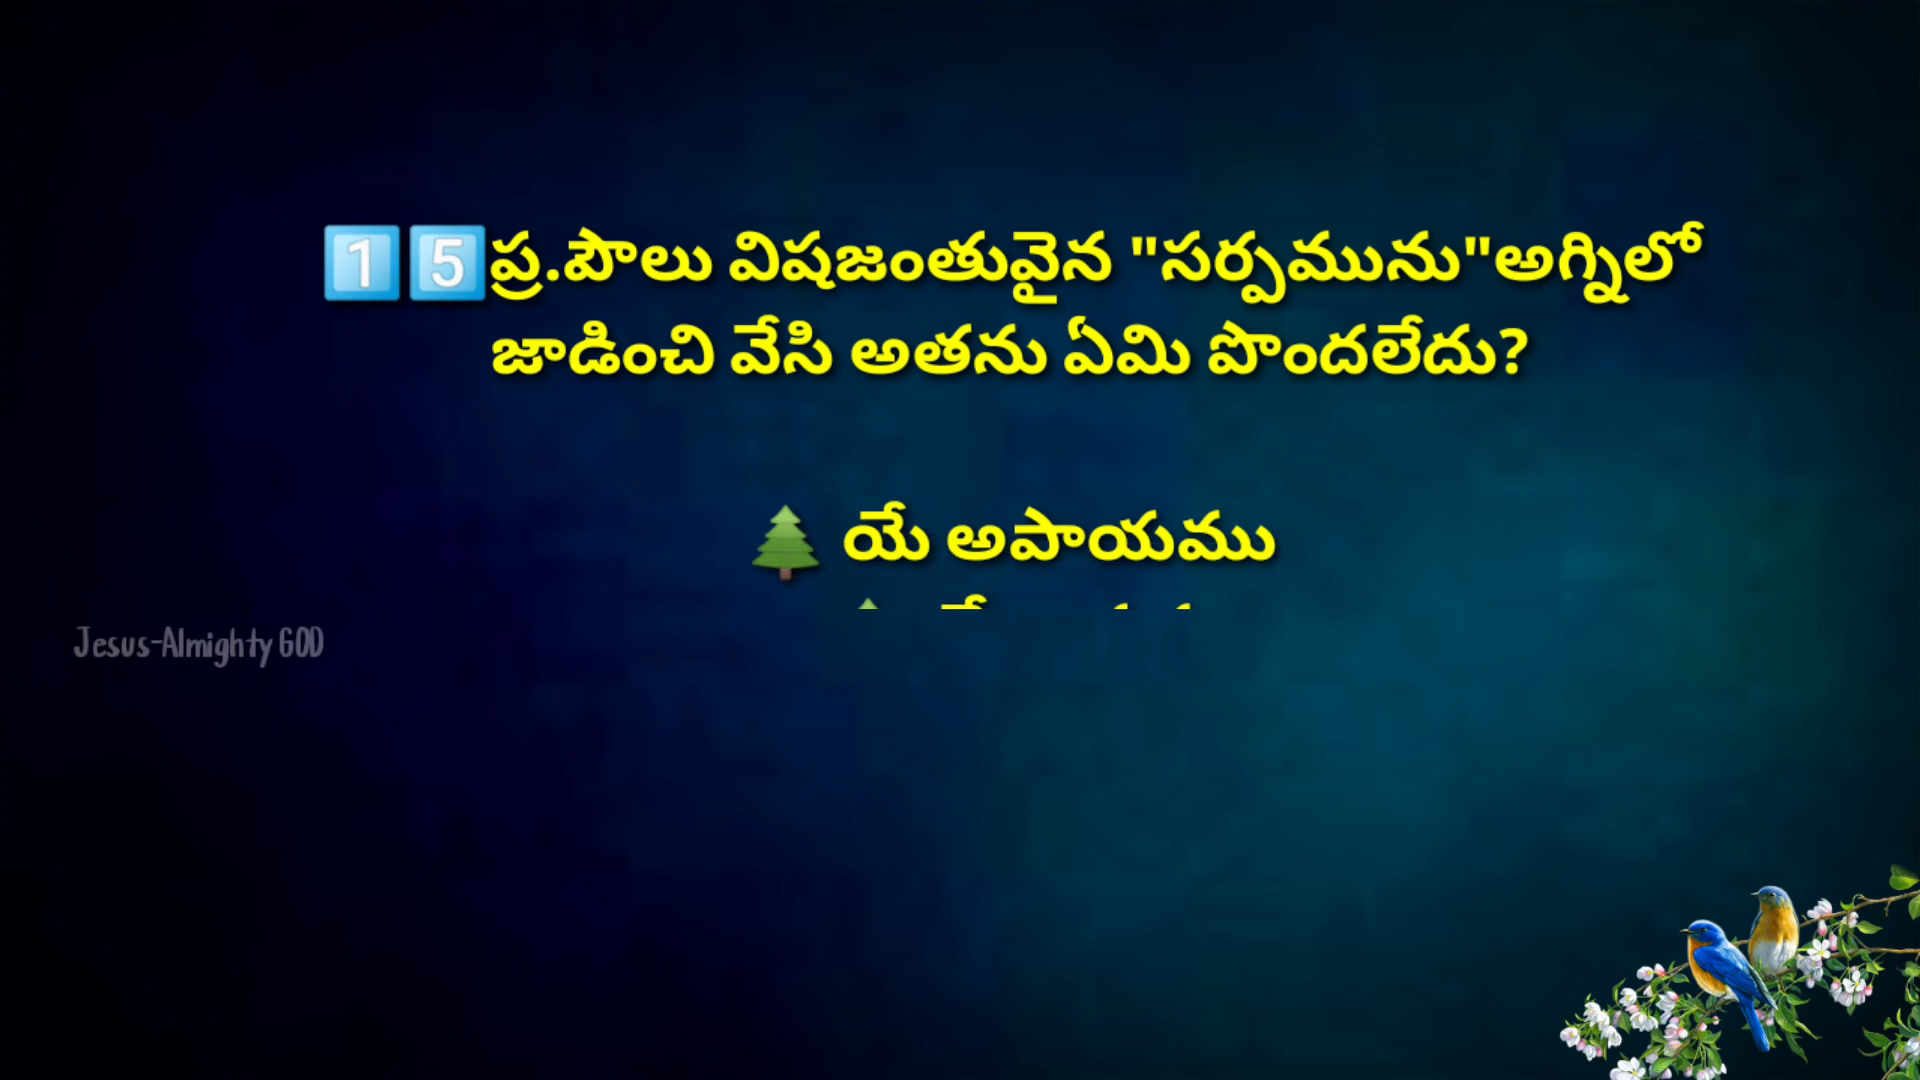 1️⃣5️⃣ప్ర.పౌలు విషజంతువైన "సర్పమును"అగ్నిలో
జాడించి వేసి అతను ఏమి పొందలేదు?
🌲 యే అపాయము
Jesus-Almighty GOD